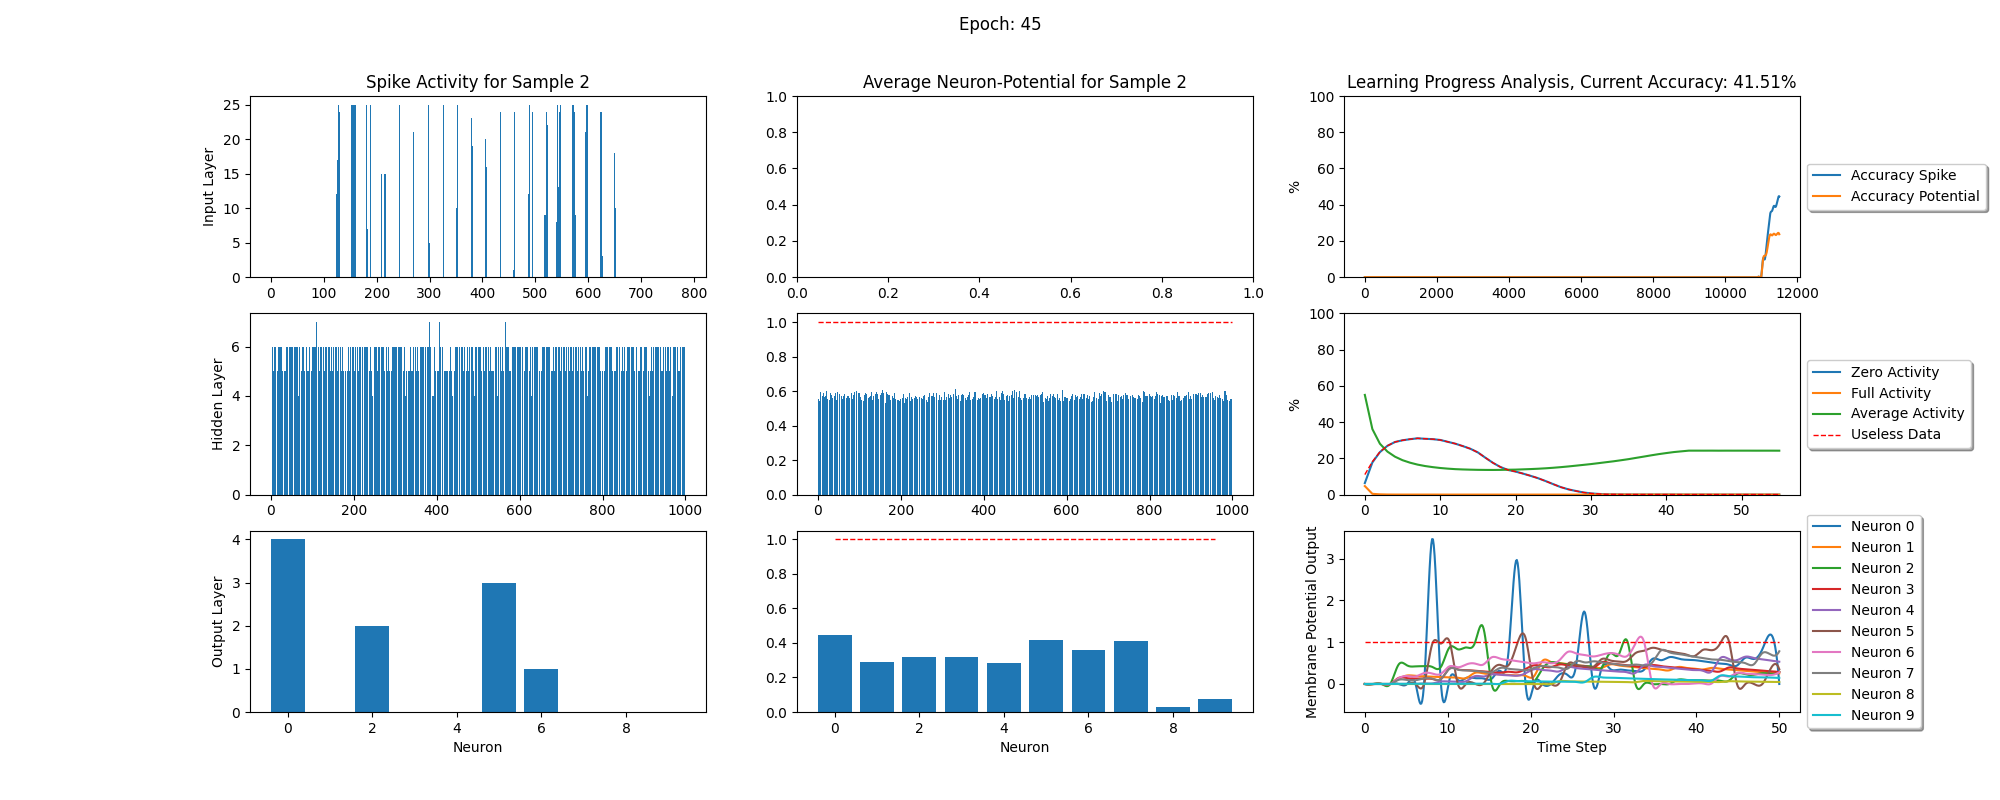 Epoch: 45
Spike Activity for Sample 2
Average Neuron-Potential for Sample 2
Learning Progress Analysis, Current Accuracy: 41.51%
Input Layer
25
20
15
10
5
0
0 100 200 300 400 500 600 700 800
1.0
0.8
0.6
0.4
0.2
0.0
0.0 0.2 0.4 0.6 0.8 1.0
%
100
80
60
40
20
0
0 2000 4000 6000 8000 10000 12000
Accuracy Spike
Accuracy Potential
Hidden Layer
6
4
2
0
0 200 400 600 800 1000
1.0
0.8
0.6
0.4
0.2
0.0
0 200 400 600 800 1000
%
100
80
60
40
20
0
0 10 20 30 40 50
Zero Activity
Full Activity
Average Activity
Useless Data
Output Layer
4
3
2
1
0
0 2 4 6 8
Neuron
1.0
0.8
0.6
0.4
0.2
0.0
0 2 4 6 8
Neuron
Membrane Potential Output
3
2
1
0
0 10 20 30 40 50
Time Step
Neuron 0
Neuron 1
Neuron 2
Neuron 3
Neuron 4
Neuron 5
Neuron 6
Neuron 7
Neuron 8
Neuron 9